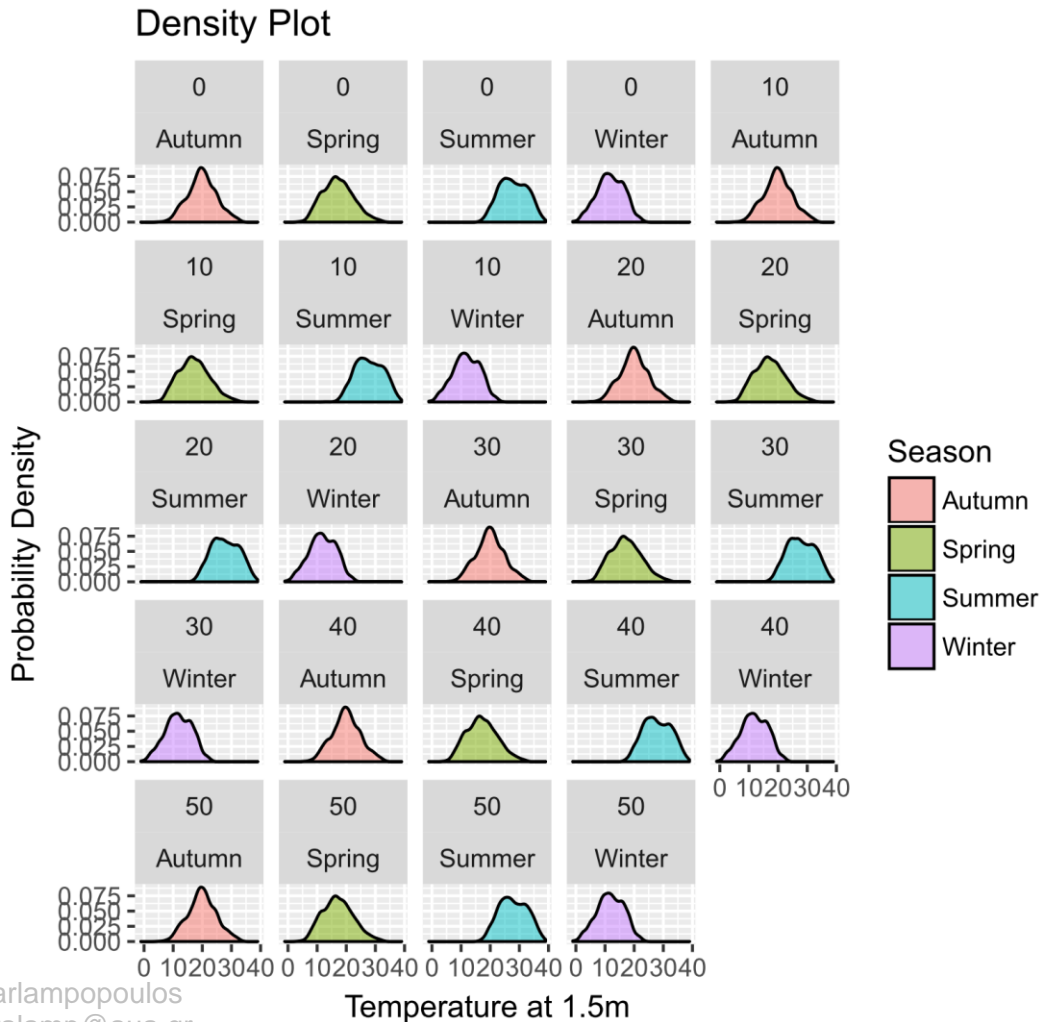 Density Plot
0 0 0 0 10
Autumn Spring Summer Winter Autumn
0.075
0.050
0.025
0.000
10 10 10 20 20
Spring Summer Winter Autumn Spring
0.075
0.050
0.025
0.000
20 20 30 30 30
Summer Winter Autumn Spring Summer
0.075
0.050
0.025
0.000
30 40 40 40 40
Winter Autumn Spring Summer Winter
0.075
0.050
0.025
0.000
0 10 20 30 40
50 50 50 50
Autumn Spring Summer Winter
0.075
0.050
0.025
0.000
0 10 20 30 40 0 10 20 30 40 0 10 20 30 40 0 10 20 30 40
Temperature at 1.5m
Probability Density
Season
Autumn
Spring
Summer
Winter